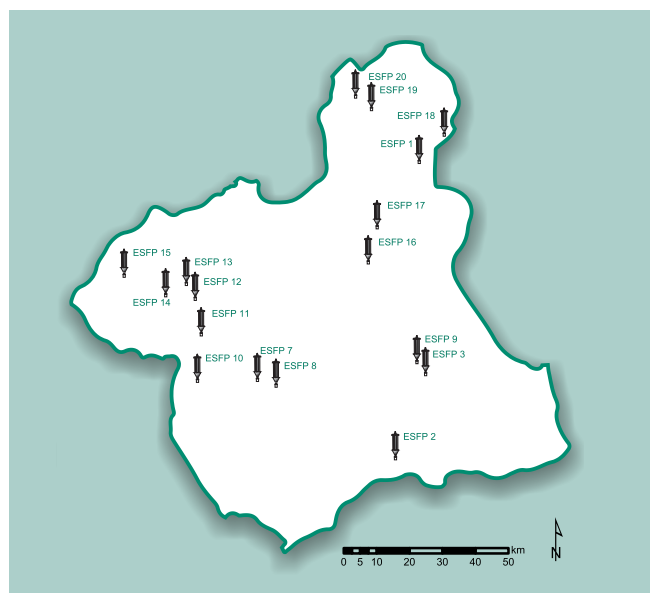 ESFP 20
ESFP 19
ESFP 18
ESFP 1
ESFP 17
ESFP 16
ESFP 15
ESFP 13
ESFP 12
ESFP 14
ESFP 11
ESFP 9
ESFP 7
ESFP 3
ESFP 10
ESFP 8
ESFP 2
km
0 5 10 20 30 40 50
N